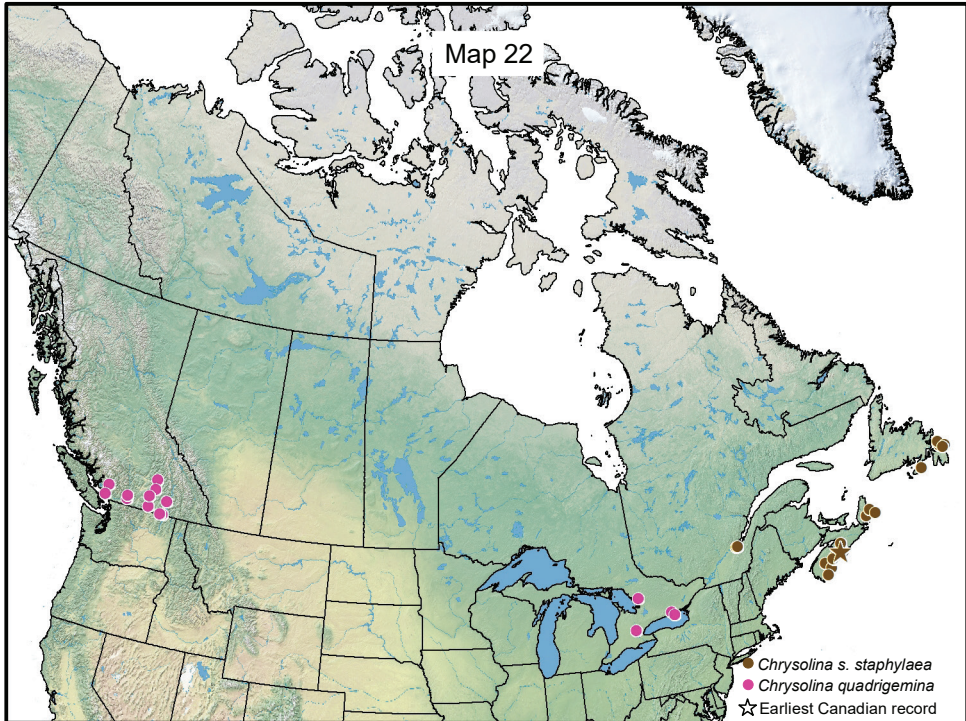 Map 22
Chrysolina s. staphylaea
Chrysolina quadrigemina
Earliest Canadian record